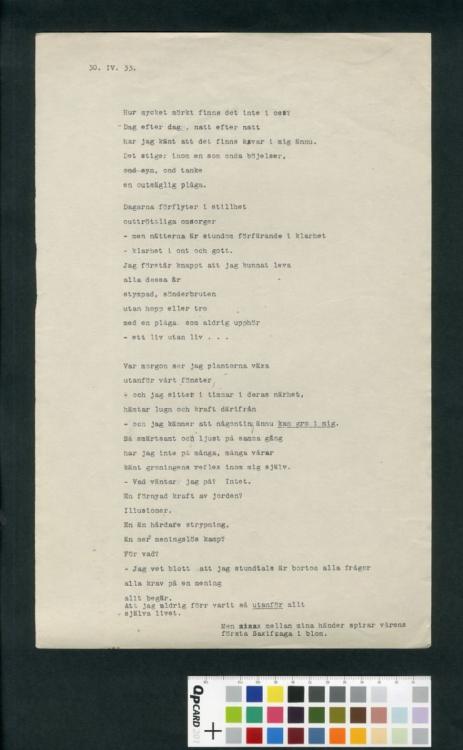 30. IV. 33.
Hur mycket mörkt finns det inte i oss?
Dag efter dag, natt efter natt
har jag känt att det finns kvar i mig ännu.
Det stiger inom en som onda böjelser,
ond syn, ond tanke
en outsäglig plåga.
Dagarna förflyter i stillhet
outtröttliga omsorger
- men nätterna är stundom förfärande i klarhet
- klarhet i ont och gott.
Jag förstår knappt att jag kunnat leva
alla dessa år
stympad, sönderbruten
utan hopp eller tro
med en plåga som aldrig upphör
- ett liv utan liv . . .
Var morgon ser jag plantorna växa
utanför vårt fönster
- och jag sitter i timmar i deras närhet,
hämtar lugn och kraft därifrån
- och jag känner att någonting ännu kan gro i mig.
Så smärtsamt och ljust på samma gång
har jag inte på många, många vårar
känt groningens reflex inom mig själv.
- Vad väntar jag på? Intet.
En förnyad kraft av jorden?
Illusioner.
En än hårdare strypning.
En mer meningslös kamp?
För vad?
- Jag vet blott att jag stundtals är bortom alla frågor
alla krav på en mening
allt begär.
Att jag aldrig förr varit så utanför allt
- själva livet.
Men mellan mina händer spirar vårens
första Saxifraga i blom.
QPCARD 201